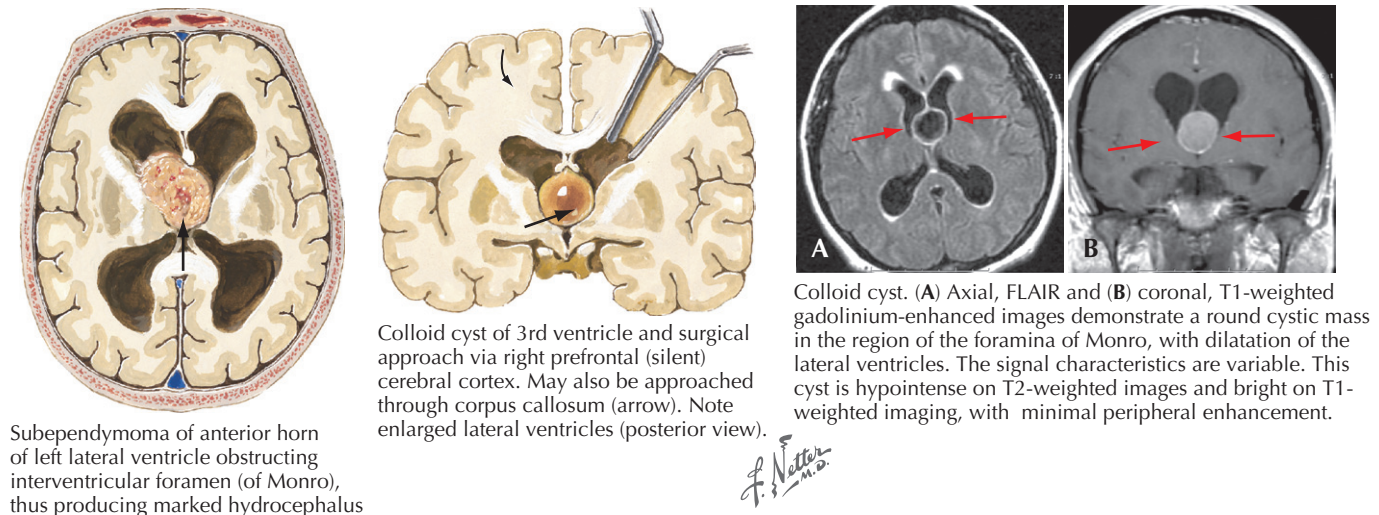 Subependymoma of anterior horn
of left lateral ventricle obstructing
interventricular foramen (of Monro),
thus producing marked hydrocephalus
Colloid cyst of 3rd ventricle and surgical
approach via right prefrontal (silent)
cerebral cortex. May also be approached
through corpus callosum (arrow). Note
enlarged lateral ventricles (posterior view).
A
B
Colloid cyst. (A) Axial, FLAIR and (B) coronal, T1-weighted
gadolinium-enhanced images demonstrate a round cystic mass
in the region of the foramina of Monro, with dilatation of the
lateral ventricles. The signal characteristics are variable. This
cyst is hypointense on T2-weighted images and bright on T1-
weighted imaging, with minimal peripheral enhancement.
F. Netter
M.D.